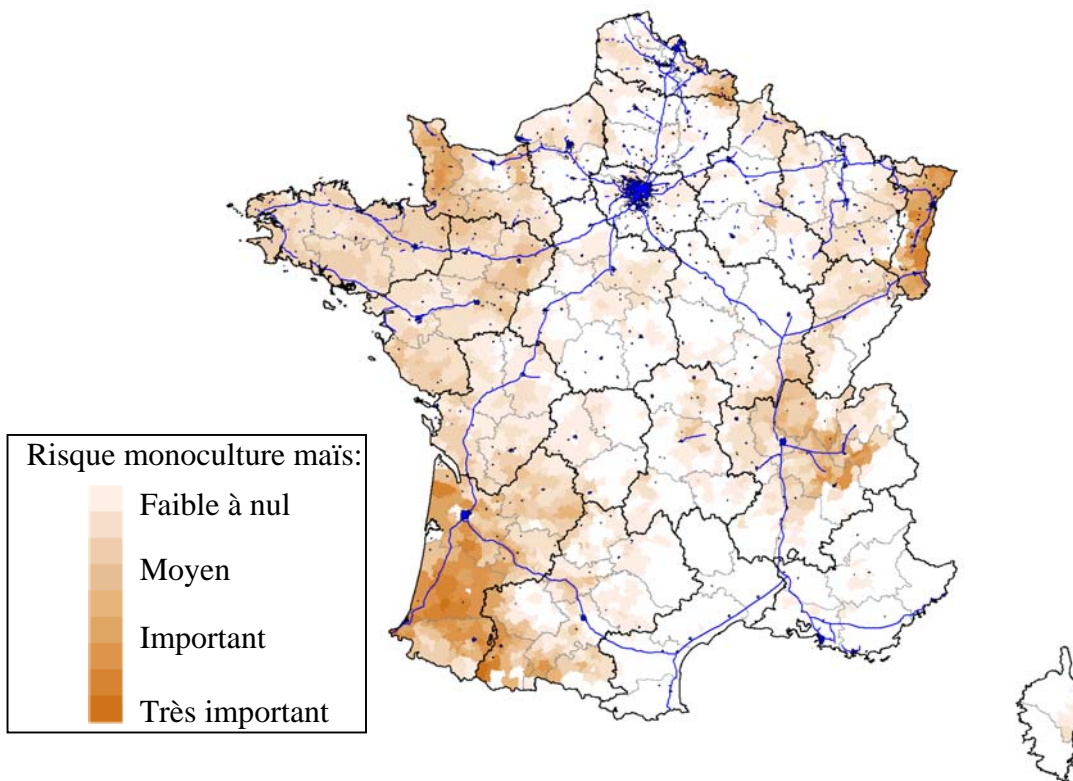 Risque monoculture maïs:
Faible à nul
Moyen
Important
Très important